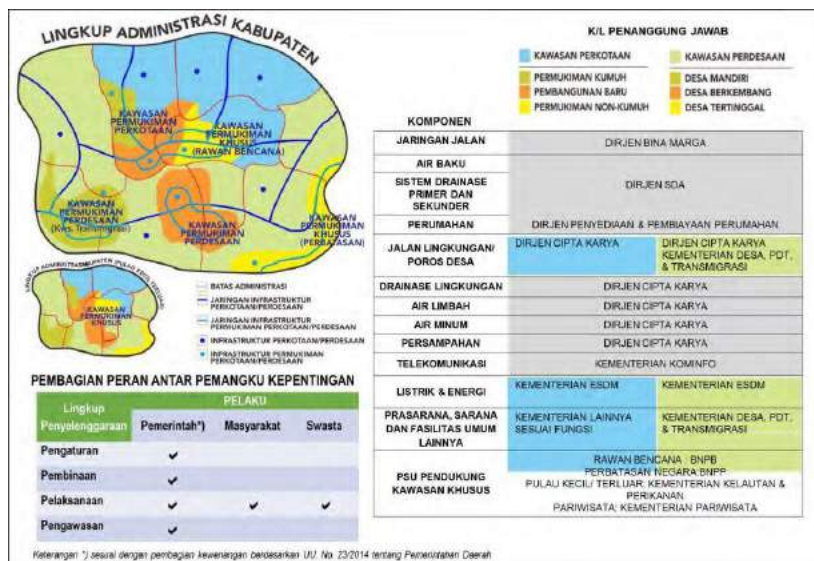 LINGKUP ADMINISTRASI KABUPATEN
KAWASAN
PERMUKIMAN
PERKOTAAN
KAWASAN
PERMUKIMAN
KHUSUS
(RAWAN BENCANA)
KAWASAN
PERMUKIMAN
PERDESAAN
(Kws. Transmigrasi)
KAWASAN
PERMUKIMAN
PERDESAAN
KAWASAN
PERMUKIMAN
KHUSUS
(PERBATASAN)
LINGKUP ADMINISTRASI KABUPATEN
KAWASAN
PERMUKIMAN
KHUSUS
BATAS ADMINISTRASI
JARINGAN INFRASTRUKTUR
PERKOTAAN/PERDESAAN
JARINGAN INFRASTRUKTUR
PERMUKIMAN PERKOTAAN/PERDESAAN
INFRASTRUKTUR PERKOTAAN/PERDESAAN
INFRASTRUKTUR PERMUKIMAN
PERKOTAAN/PERDESAAN
PEMBAGIAN PERAN ANTAR PEMANGKU KEPENTINGAN
Lingkup
Penyelenggaraan
PELAKU
Pemerintah*) Masyarakat Swasta
Pengaturan ✓
Pembinaan ✓
Pelaksanaan ✓ ✓ ✓
Pengawasan ✓
Keterangan *) sesuai dengan pembagian kewenangan berdasarkan UU. No. 23/2014 tentang Pemerintahan Daerah
K/L PENANGGUNG JAWAB
KAWASAN PERKOTAAN
PERMUKIMAN KUMUH
PEMBANGUNAN BARU
PERMUKIMAN NON-KUMUH
KAWASAN PERDESAAN
DESA MANDIRI
DESA BERKEMBANG
DESA TERTINGGAL
KOMPONEN
JARINGAN JALAN
DIRJEN BINA MARGA
AIR BAKU
SISTEM DRAINASE
PRIMER DAN
SEKUNDER
DIRJEN SDA
PERUMAHAN
DIRJEN PENYEDIAAN & PEMBIAYAAN PERUMAHAN
JALAN LINGKUNGAN/
POROS DESA
DIRJEN CIPTA KARYA
DIRJEN CIPTA KARYA
KEMENTERIAN DESA, PDT,
& TRANSMIGRASI
DRAINASE LINGKUNGAN
DIRJEN CIPTA KARYA
AIR LIMBAH
DIRJEN CIPTA KARYA
AIR MINUM
DIRJEN CIPTA KARYA
PERSAMPAHAN
DIRJEN CIPTA KARYA
TELEKOMUNIKASI
KEMENTERIAN KOMINFO
LISTRIK & ENERGI
KEMENTERIAN ESDM
KEMENTERIAN ESDM
PRASARANA, SARANA
DAN FASILITAS UMUM
LAINNYA
KEMENTERIAN LAINNYA
SESUAI FUNGSI
KEMENTERIAN DESA, PDT,
& TRANSMIGRASI
PSU PENDUKUNG
KAWASAN KHUSUS
RAWAN BENCANA : BNPB
PERBATASAN NEGARA:BNPP
PULAU KECIL/ TERLUAR: KEMENTERIAN KELAUTAN &
PERIKANAN
PARIWISATA: KEMENTERIAN PARIWISATA